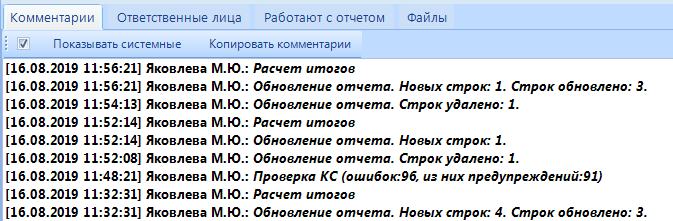 Комментарии Ответственные лица Работают с отчетом Файлы
Показывать системные Копировать комментарии
[16.08.2019 11:56:21] Яковлева М.Ю.: Расчет итогов
[16.08.2019 11:56:21] Яковлева М.Ю.: Обновление отчета. Новых строк: 1. Строк обновлено: 3.
[16.08.2019 11:54:13] Яковлева М.Ю.: Обновление отчета. Строк удалено: 1.
[16.08.2019 11:52:14] Яковлева М.Ю.: Расчет итогов
[16.08.2019 11:52:14] Яковлева М.Ю.: Обновление отчета. Новых строк: 1.
[16.08.2019 11:52:08] Яковлева М.Ю.: Обновление отчета. Строк удалено: 1.
[16.08.2019 11:48:21] Яковлева М.Ю.: Проверка КС (ошибок:96, из них предупреждений:91)
[16.08.2019 11:32:31] Яковлева М.Ю.: Расчет итогов
[16.08.2019 11:32:31] Яковлева М.Ю.: Обновление отчета. Новых строк: 4. Строк обновлено: 3.